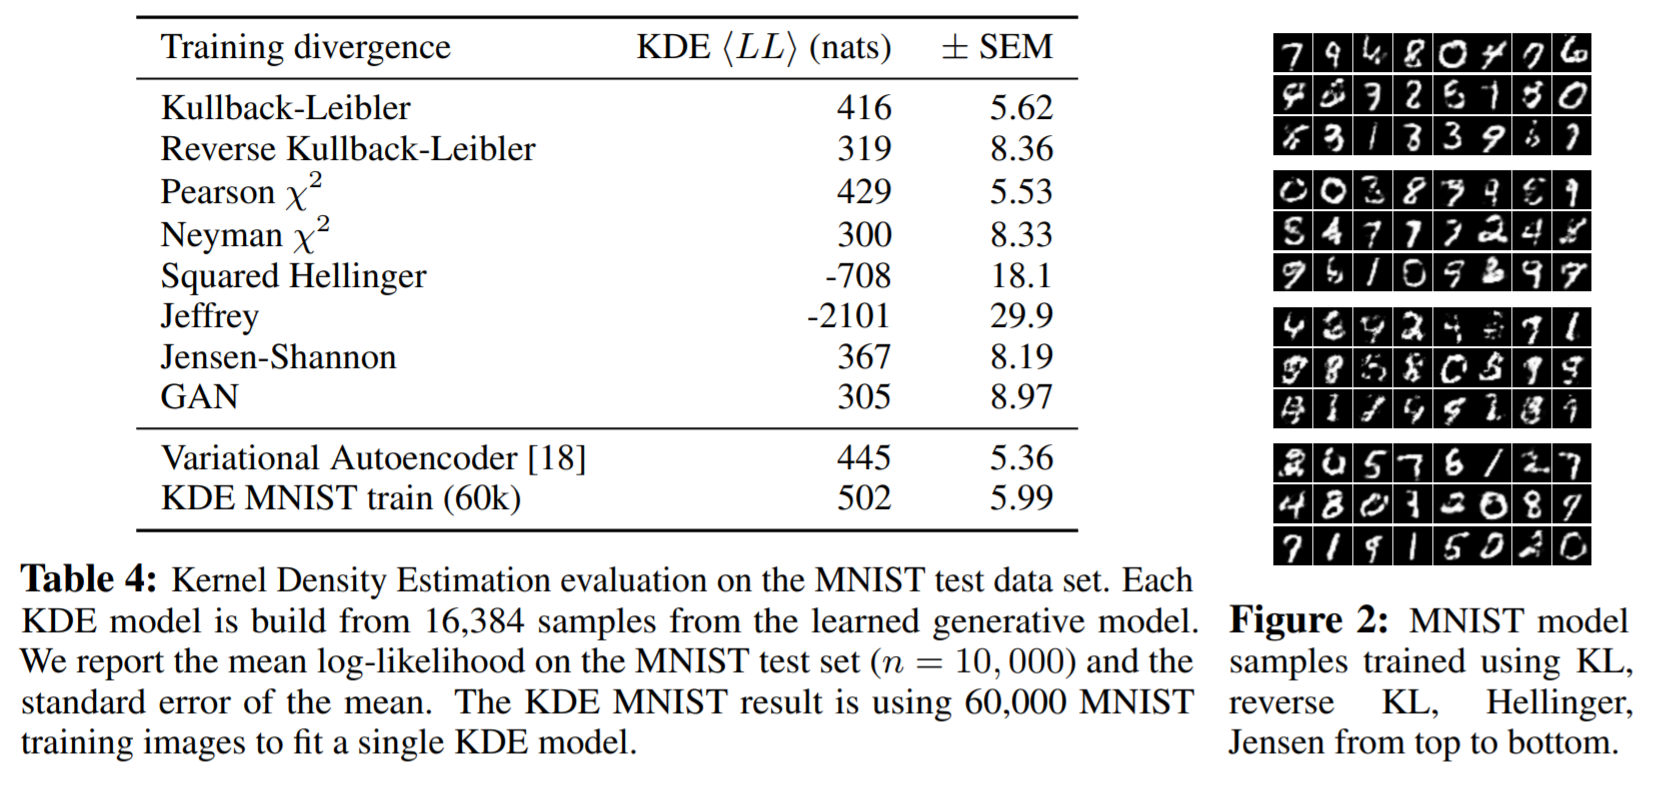 Training divergence KDE ⟨LL⟩ (nats) ± SEM
Kullback-Leibler 416 5.62
Reverse Kullback-Leibler 319 8.36
Pearson χ² 429 5.53
Neyman χ² 300 8.33
Squared Hellinger -708 18.1
Jeffrey -2101 29.9
Jensen-Shannon 367 8.19
GAN 305 8.97
Variational Autoencoder [18] 445 5.36
KDE MNIST train (60k) 502 5.99
Table 4: Kernel Density Estimation evaluation on the MNIST test data set. Each
KDE model is build from 16,384 samples from the learned generative model.
We report the mean log-likelihood on the MNIST test set (n = 10, 000) and the
standard error of the mean. The KDE MNIST result is using 60,000 MNIST
training images to fit a single KDE model.
Figure 2: MNIST model
samples trained using KL,
reverse KL, Hellinger,
Jensen from top to bottom.